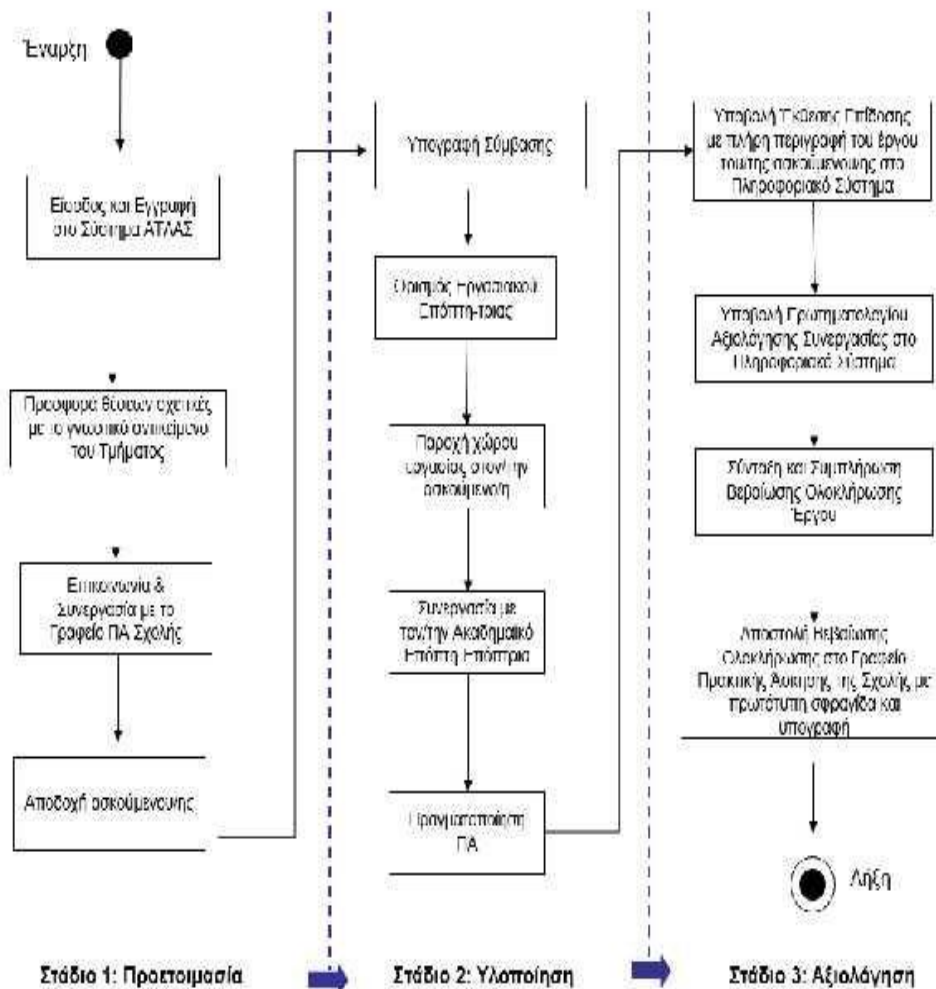 Έναρξη
Είσοδος και Εγγραφή
στο Σύστημα ΑΤΛΑΣ
Προσφορά θέσεων σχετικές
με το γνωστικό αντικείμενο
του Τμήματος
Επικοινωνία &
Συνεργασία με το
Γραφείο ΠΑ Σχολής
Αποδοχή ασκούμενου/ης
Στάδιο 1: Προετοιμασία
Υπογραφή Σύμβασης
Ορισμός Εργασιακού
Επόπτη-τριας
Παροχή χώρου
εργασίας στον/την
ασκούμενο/η
Συνεργασία με
τον/την Ακαδημαϊκό
Επόπτη-Επόπτρια
Πραγματοποίηση
ΠΑ
Στάδιο 2: Υλοποίηση
Υποβολή Έκθεσης Επίδοσης
με πλήρη περιγραφή του έργου
του/της ασκούμενου/ης στο
Πληροφοριακό Σύστημα
Υποβολή Ερωτηματολογίου
Αξιολόγησης Συνεργασίας στο
Πληροφοριακό Σύστημα
Σύνταξη και Συμπλήρωση
Βεβαίωσης Ολοκλήρωσης
Έργου
Αποστολή Βεβαίωσης
Ολοκλήρωσης στο Γραφείο
Πρακτικής Άσκησης της Σχολής με
πρωτότυπη σφραγίδα και
υπογραφή
Λήξη
Στάδιο 3: Αξιολόγηση